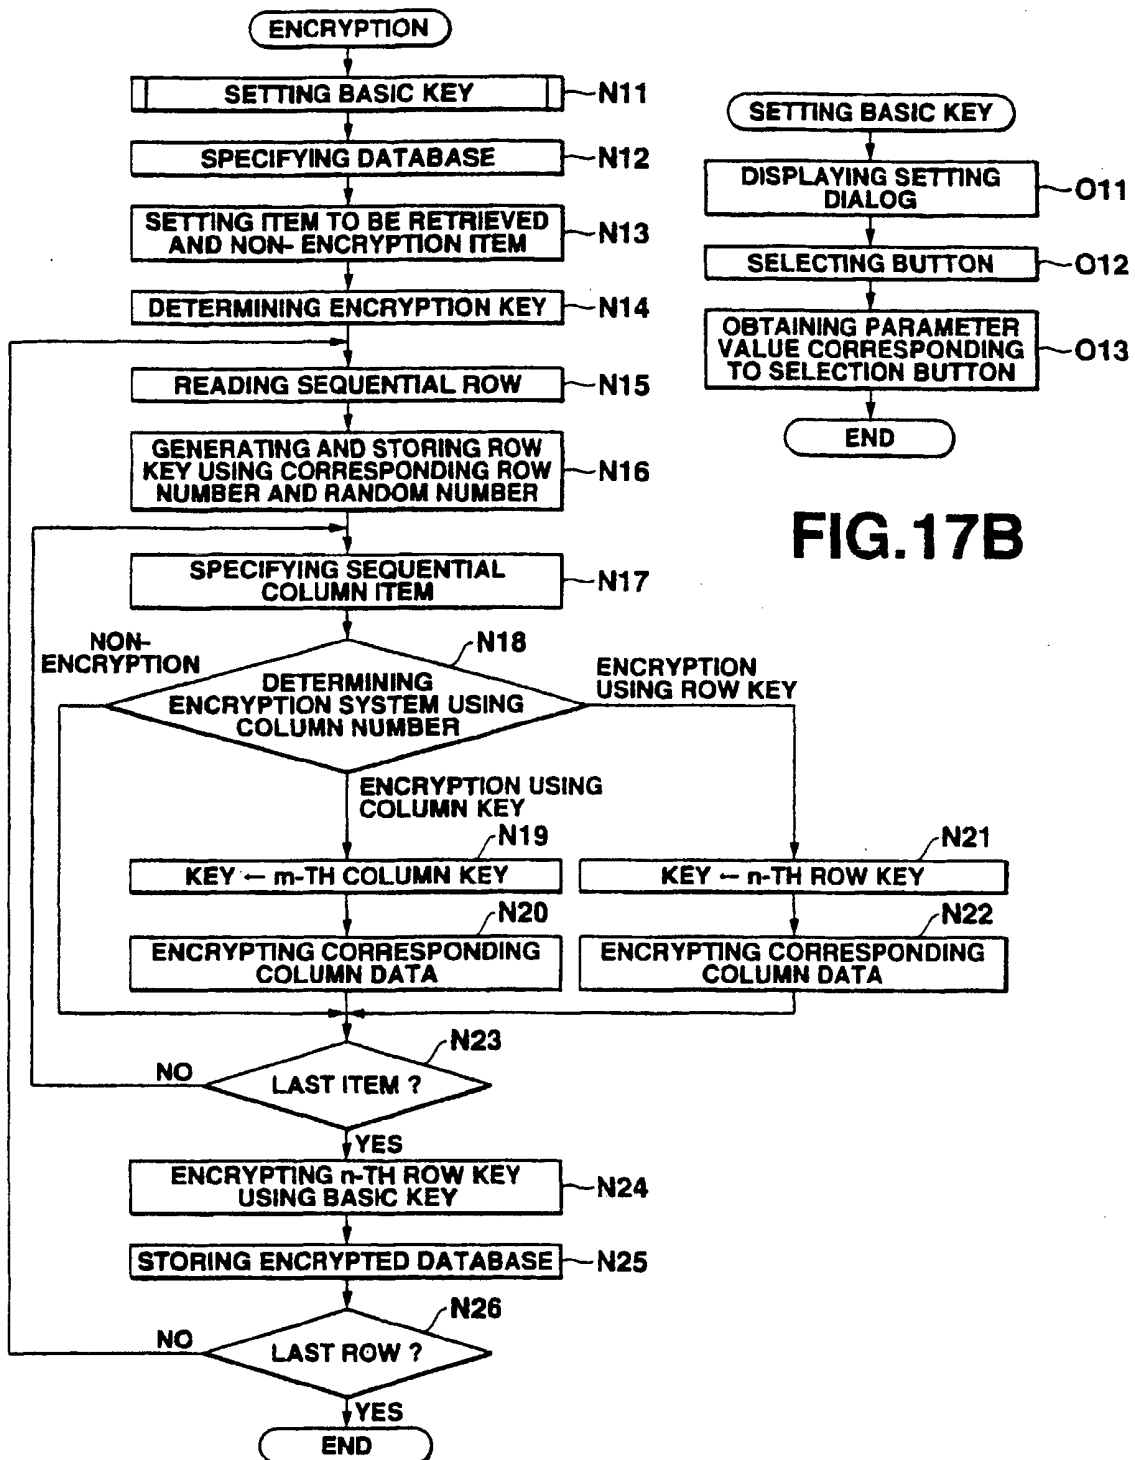 ENCRYPTION
SETTING BASIC KEY
N11
SPECIFYING DATABASE
N12
SETTING ITEM TO BE RETRIEVED
AND NON- ENCRYPTION ITEM
N13
DETERMINING ENCRYPTION KEY
N14
READING SEQUENTIAL ROW
N15
GENERATING AND STORING ROW
KEY USING CORRESPONDING ROW
NUMBER AND RANDOM NUMBER
N16
SPECIFYING SEQUENTIAL
COLUMN ITEM
N17
NON-
ENCRYPTION
N18
DETERMINING
ENCRYPTION SYSTEM USING
COLUMN NUMBER
ENCRYPTION
USING ROW KEY
ENCRYPTION USING
COLUMN KEY
N19
KEY ← m-TH COLUMN KEY
N21
KEY ← n-TH ROW KEY
N20
ENCRYPTING CORRESPONDING
COLUMN DATA
N22
ENCRYPTING CORRESPONDING
COLUMN DATA
N23
NO
LAST ITEM ?
YES
ENCRYPTING n-TH ROW KEY
USING BASIC KEY
N24
STORING ENCRYPTED DATABASE
N25
N26
NO
LAST ROW ?
YES
END
SETTING BASIC KEY
DISPLAYING SETTING
DIALOG
O11
SELECTING BUTTON
O12
OBTAINING PARAMETER
VALUE CORRESPONDING
TO SELECTION BUTTON
O13
END
FIG.17B